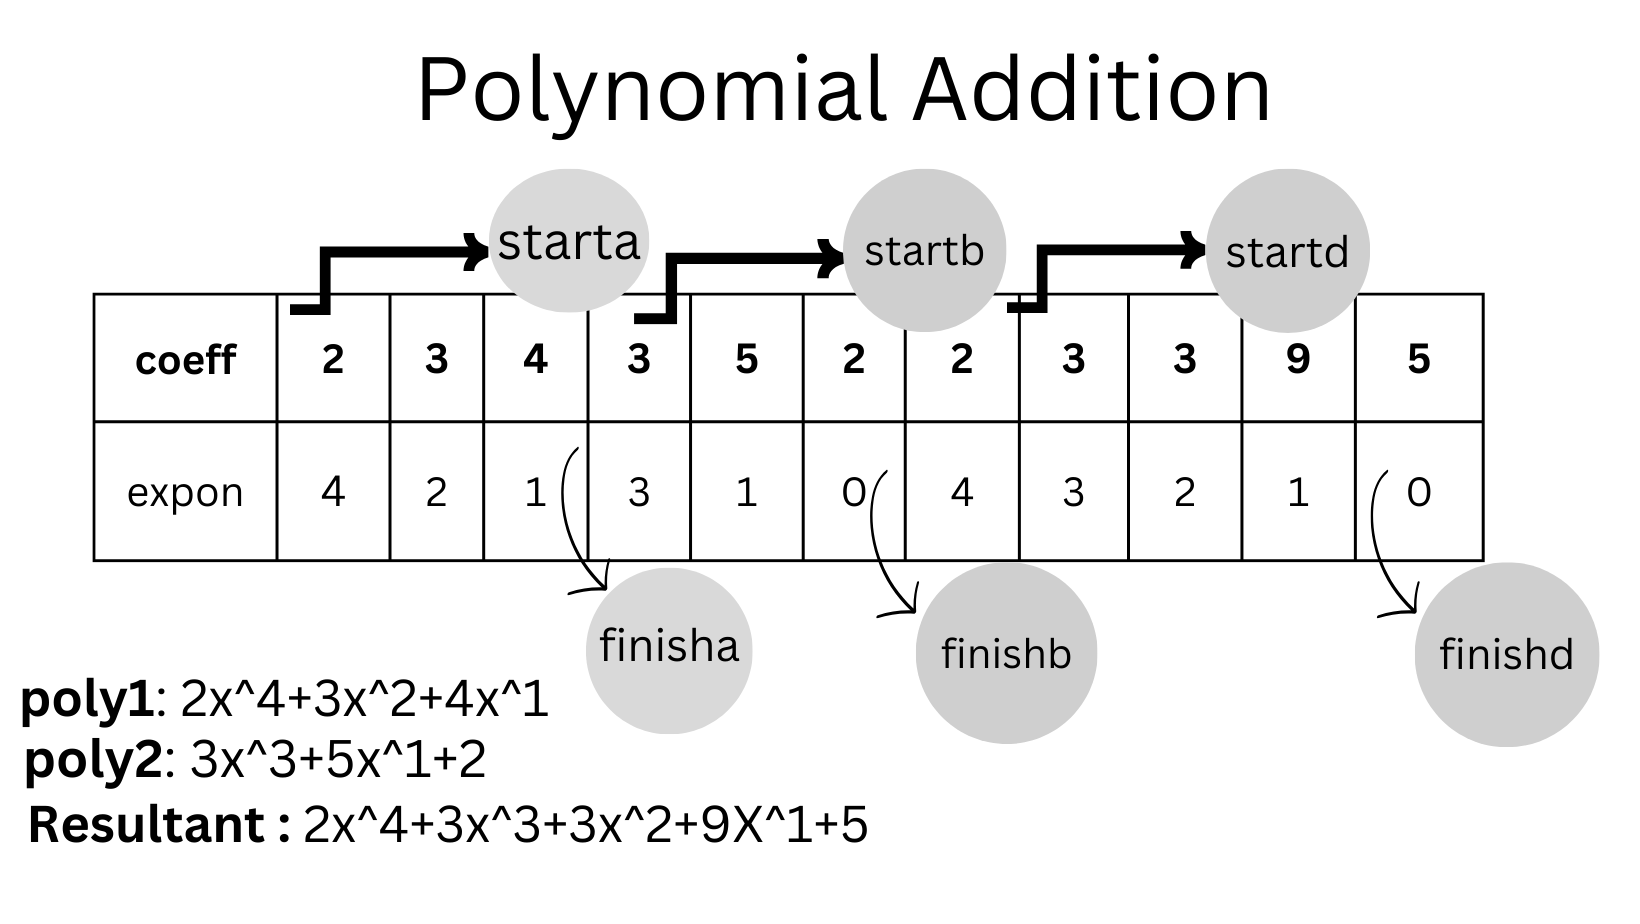 Polynomial Addition
starta startb startd
coeff 2 3 4 3 5 2 2 3 3 9 5
expon 4 2 1 3 1 0 4 3 2 1 0
finisha finishb finishd
poly1: 2x^4+3x^2+4x^1
poly2: 3x^3+5x^1+2
Resultant : 2x^4+3x^3+3x^2+9X^1+5